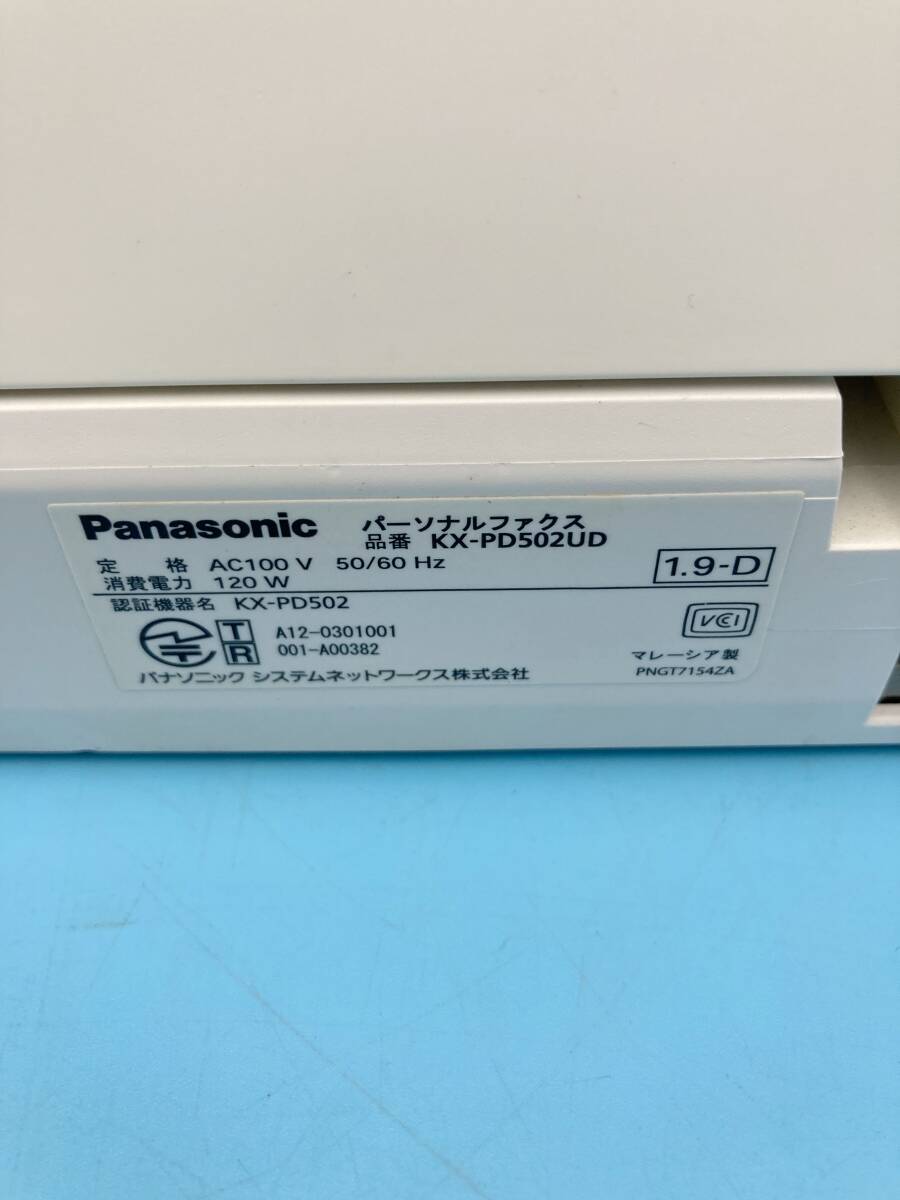 Panasonic パーソナルファクス
品番 KX-PD502UD
定 格 AC100 V 50/60 Hz
消費電力 120 W
1.9-D
認証機器名 KX-PD502
T A12-0301001
R 001-A00382
VCI
マレーシア製
パナソニック システムネットワークス株式会社
PNGT7154ZA